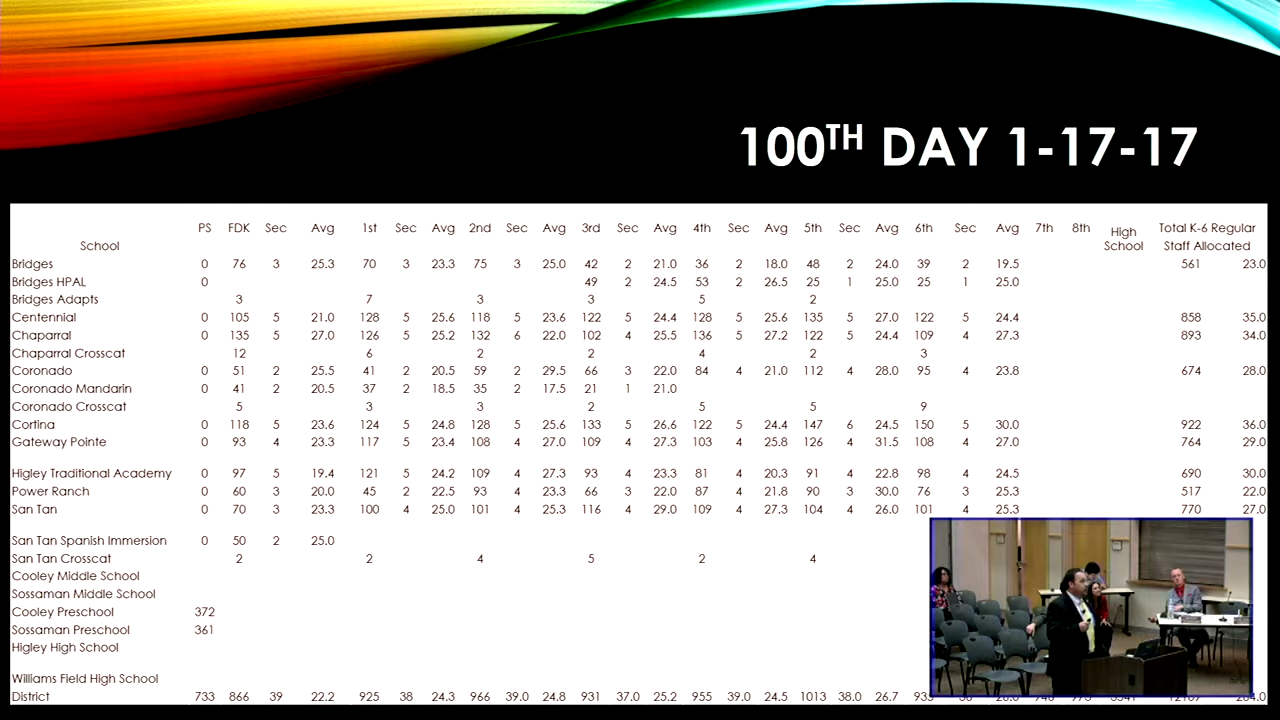 100TH DAY 1-17-17
PS FDK Sec Avg 1st Sec Avg 2nd Sec Avg 3rd Sec Avg 4th Sec Avg 5th Sec Avg 6th Sec Avg 7th 8th High School Total K-6 Regular Staff Allocated
School
Bridges 0 76 3 25.3 70 3 23.3 75 3 25.0 42 2 21.0 36 2 18.0 48 2 24.0 39 2 19.5 561 23.0
Bridges HPAL 0 49 2 24.5 53 2 26.5 25 1 25.0 25 1 25.0
Bridges Adapts 3 7 3 3 5 2
Centennial 0 105 5 21.0 128 5 25.6 118 5 23.6 122 5 24.4 128 5 25.6 135 5 27.0 122 5 24.4 858 35.0
Chaparral 0 135 5 27.0 126 5 25.2 132 6 22.0 102 4 25.5 136 5 27.2 122 5 24.4 109 4 27.3 893 34.0
Chaparral Crosscat 12 6 2 2 4 2 3
Coronado 0 51 2 25.5 41 2 20.5 59 2 29.5 66 3 22.0 84 4 21.0 112 4 28.0 95 4 23.8 674 28.0
Coronado Mandarin 0 41 2 20.5 37 2 18.5 35 2 17.5 21 1 21.0
Coronado Crosscat 5 3 3 2 5 5 9
Cortina 0 118 5 23.6 124 5 24.8 128 5 25.6 133 5 26.6 122 5 24.4 147 6 24.5 150 5 30.0 922 36.0
Gateway Pointe 0 93 4 23.3 117 5 23.4 108 4 27.0 109 4 27.3 103 4 25.8 126 4 31.5 108 4 27.0 764 29.0
Higley Traditional Academy 0 97 5 19.4 121 5 24.2 109 4 27.3 93 4 23.3 81 4 20.3 91 4 22.8 98 4 24.5 690 30.0
Power Ranch 0 60 3 20.0 45 2 22.5 93 4 23.3 66 3 22.0 87 4 21.8 90 3 30.0 76 3 25.3 517 22.0
San Tan 0 70 3 23.3 100 4 25.0 101 4 25.3 116 4 29.0 109 4 27.3 104 4 26.0 101 4 25.3 770 27.0
San Tan Spanish Immersion 0 50 2 25.0
San Tan Crosscat 2 2 4 5 2 4
Cooley Middle School
Sossaman Middle School
Cooley Preschool 372
Sossaman Preschool 361
Higley High School
Williams Field High School
District 733 866 39 22.2 925 38 24.3 966 39.0 24.8 931 37.0 25.2 955 39.0 24.5 1013 38.0 26.7